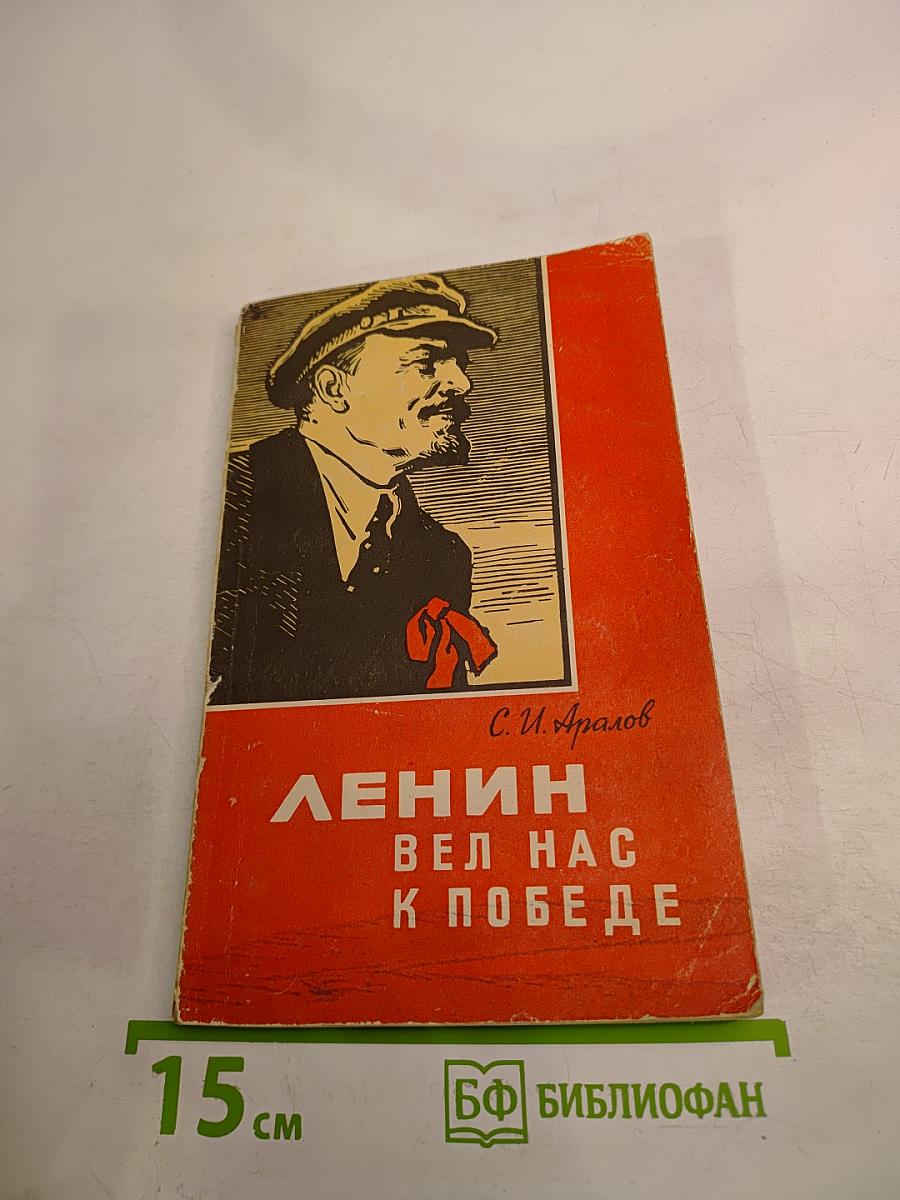 С. И. Аралов
ЛЕНИН
ВЕЛ НАС
К ПОБЕДЕ
15 см
БФ БИБЛИОФАН